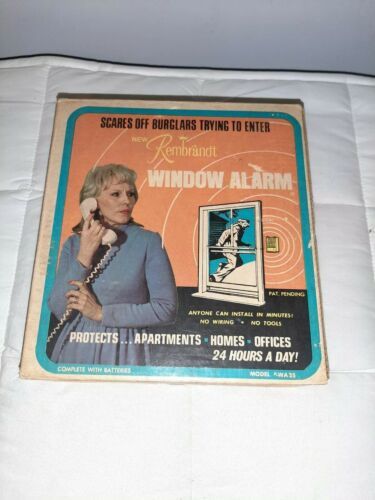 SCARES OFF BURGLARS TRYING TO ENTER
NEW Rembrandt
WINDOW ALARM
PAT. PENDING
ANYONE CAN INSTALL IN MINUTES!
NO WIRING • NO TOOLS
PROTECTS... APARTMENTS • HOMES • OFFICES
24 HOURS A DAY!
COMPLETE WITH BATTERIES
MODEL #WA25